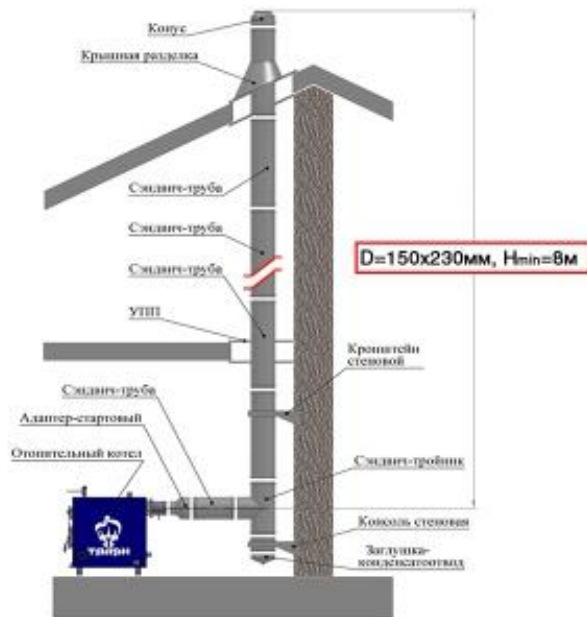 Конус
Крышная разделка
Сэндвич-труба
Сэндвич-труба
D=150х230мм, Hmin=8м
Сэндвич-труба
УПП
Кронштейн
стеновой
Сэндвич-труба
Адаптер-стартовый
Отопительный котел
Сэндвич-тройник
Консоль стеновая
Заглушка-
конденсатоотвод